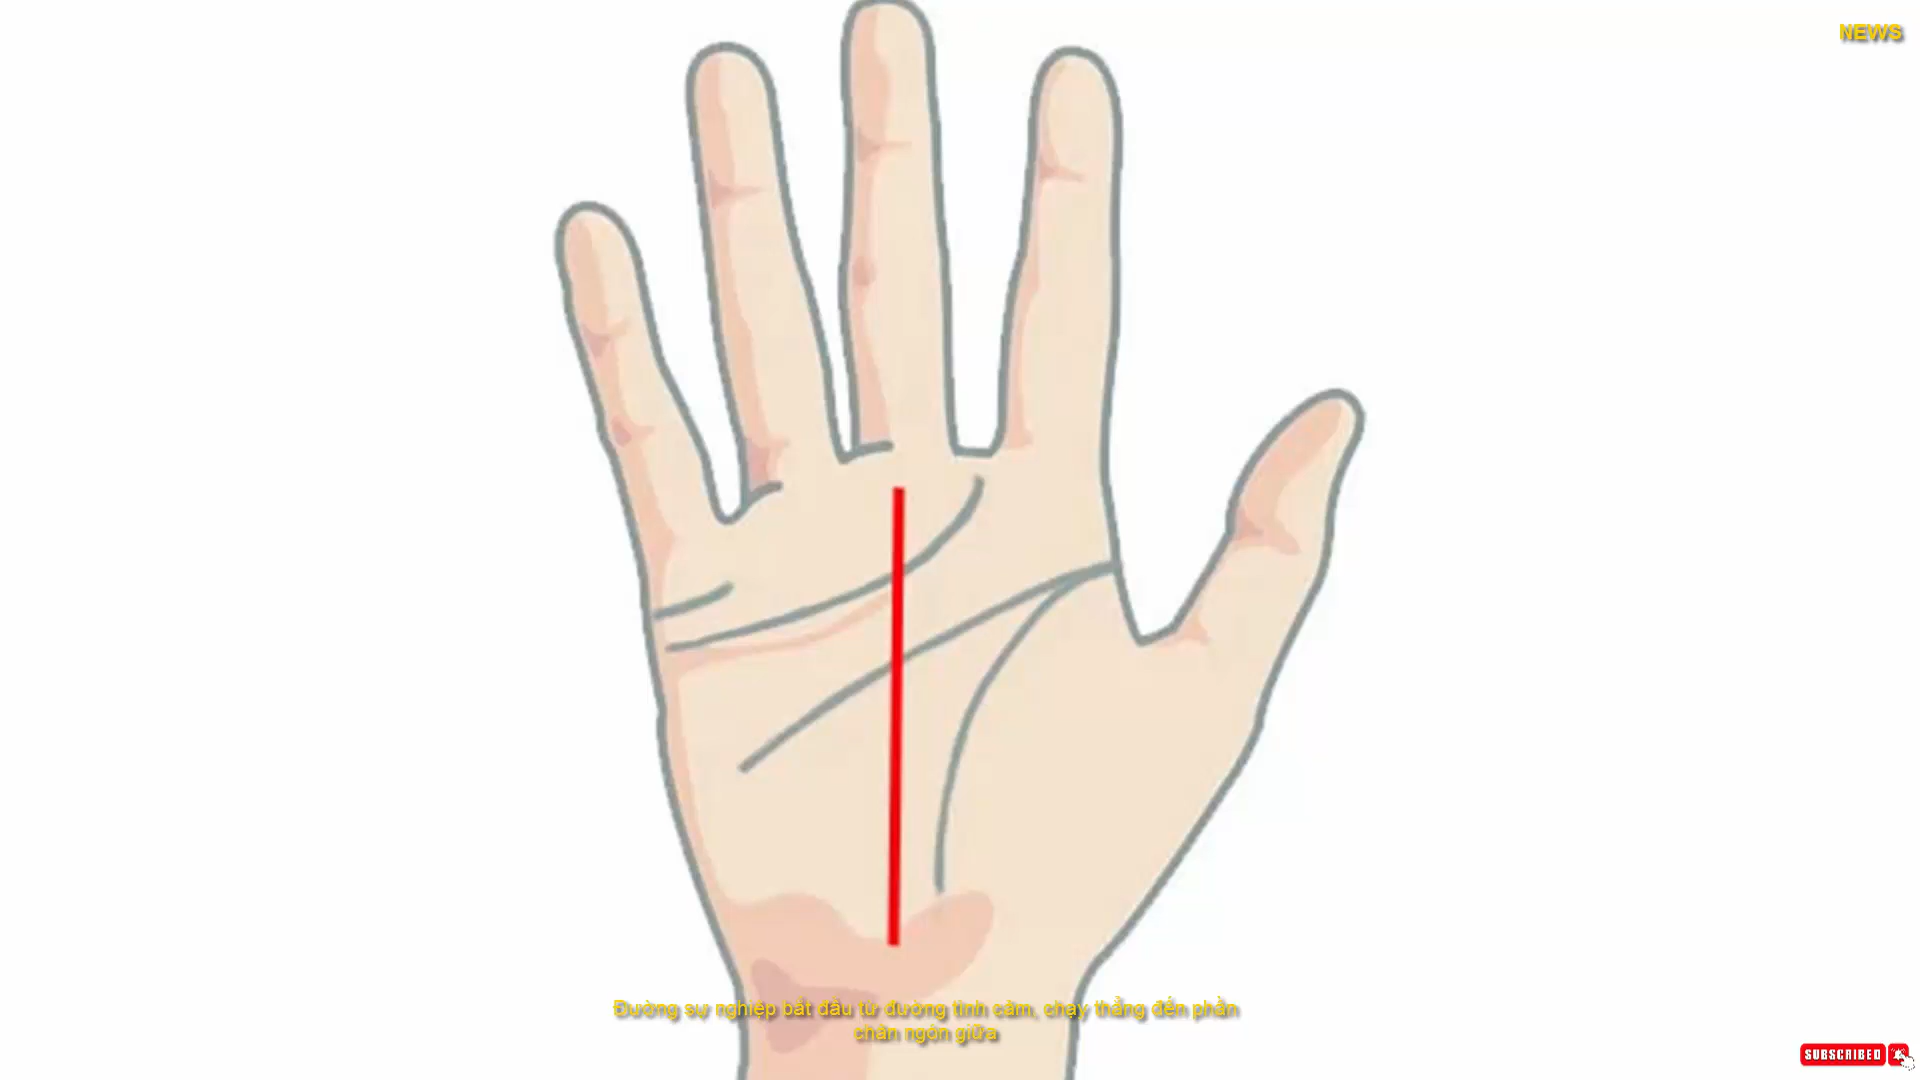 NEWS
Đường sự nghiệp bắt đầu từ đường tình cảm, chạy thẳng đến phần
chân ngón giữa
SUBSCRIBED